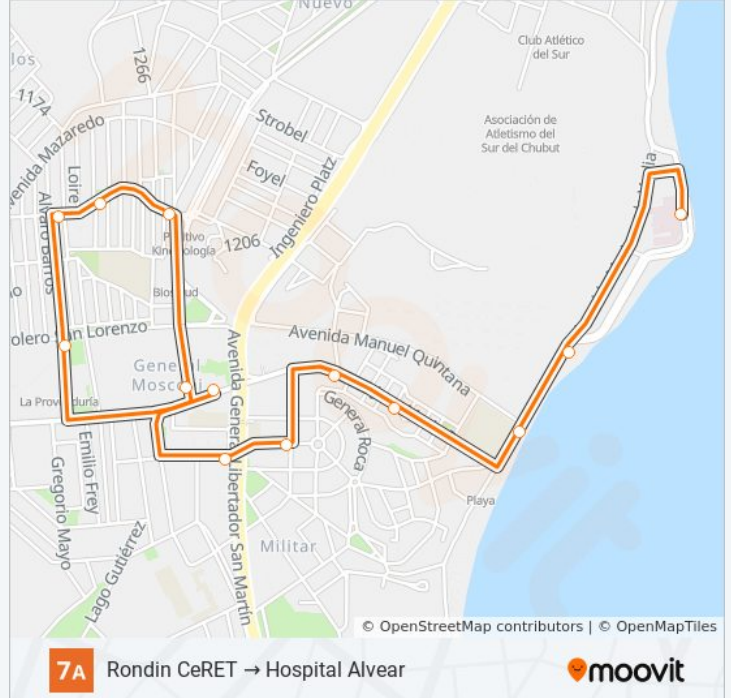 Nuevo
Club Atlético
del Sur
1266
1174
Avenida Mazaredo
Strobel
Asociación de
Atletismo del
Sur del Chubut
Loire
Foyel
Ingeniero Platz
Alvaro Barros
1206
Kinesiología
Avenida Manuel Quintana
San Lorenzo
General
Mosconi
La Proveeduría
General Roca
Avenida General Libertador San Martín
Emilio Frey
Gregorio Mayo
Playa
Lago Gutiérrez
Militar
© OpenStreetMap contributors | © OpenMapTiles
7A Rondin CeRET → Hospital Alvear
moovit